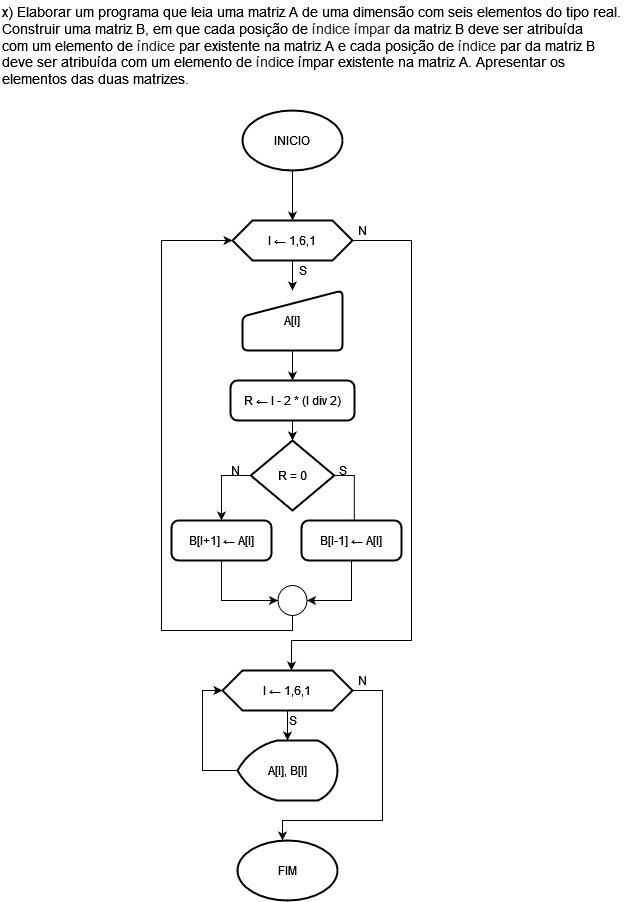 x) Elaborar um programa que leia uma matriz A de uma dimensão com seis elementos do tipo real.
Construir uma matriz B, em que cada posição de índice ímpar da matriz B deve ser atribuída
com um elemento de índice par existente na matriz A e cada posição de índice par da matriz B
deve ser atribuída com um elemento de índice ímpar existente na matriz A. Apresentar os
elementos das duas matrizes.
INICIO
I ← 1,6,1
N
S
A[I]
R ← I - 2 * (I div 2)
N
R = 0
S
B[I+1] ← A[I]
B[I-1] ← A[I]
I ← 1,6,1
N
S
A[I], B[I]
FIM